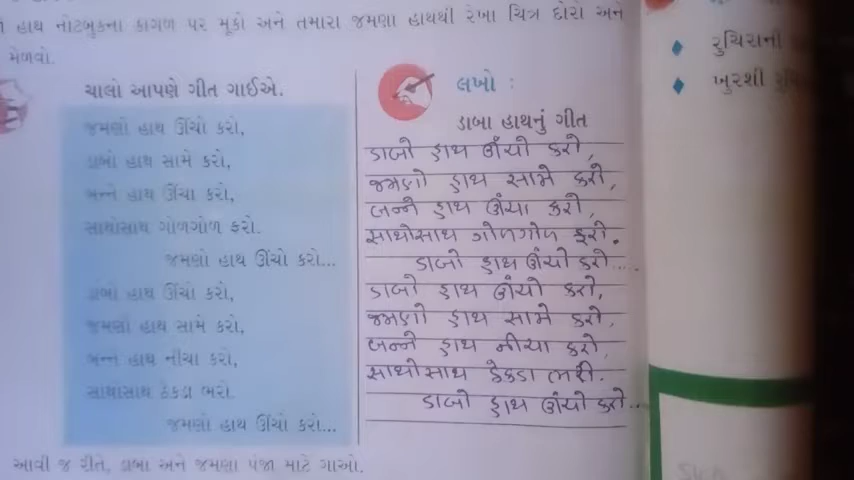 હાથ નોટબુકના કાગળ પર મૂકો અને તમારા જમણા હાથથી રેખા ચિત્ર દોરો અને
મેળવો.
ચાલો આપણે ગીત ગાઈએ.
જમણો હાથ ઊંચો કરો,
ડાબો હાથ સામે કરો,
બન્ને હાથ ઊંચા કરો,
સાથોસાથ ગોળગોળ ફરો.
જમણો હાથ ઊંચો કરો...
ડાબો હાથ ઊંચો કરો,
જમણો હાથ સામે કરો,
બન્ને હાથ નીચા કરો,
સાથોસાથ ઠેકડા ભરો.
જમણો હાથ ઊંચો કરો...
લખો :
ડાબા હાથનું ગીત
ડાબો હાથ ઊંચો કરો,
જમણો હાથ સામે કરો,
બન્ને હાથ ઊંચા કરો,
સાથોસાથ ગોળગોળ ફરો.
ડાબો હાથ ઊંચો કરો....
ડાબો હાથ ઊંચો કરો,
જમણો હાથ સામે કરો,
બન્ને હાથ નીચા કરો,
સાથોસાથ ઠેકડા ભરો.
ડાબો હાથ ઊંચો કરો...
આવી જ રીતે, ડાબા અને જમણા પંજા માટે ગાઓ.
રુચિરાની
ખુરશી